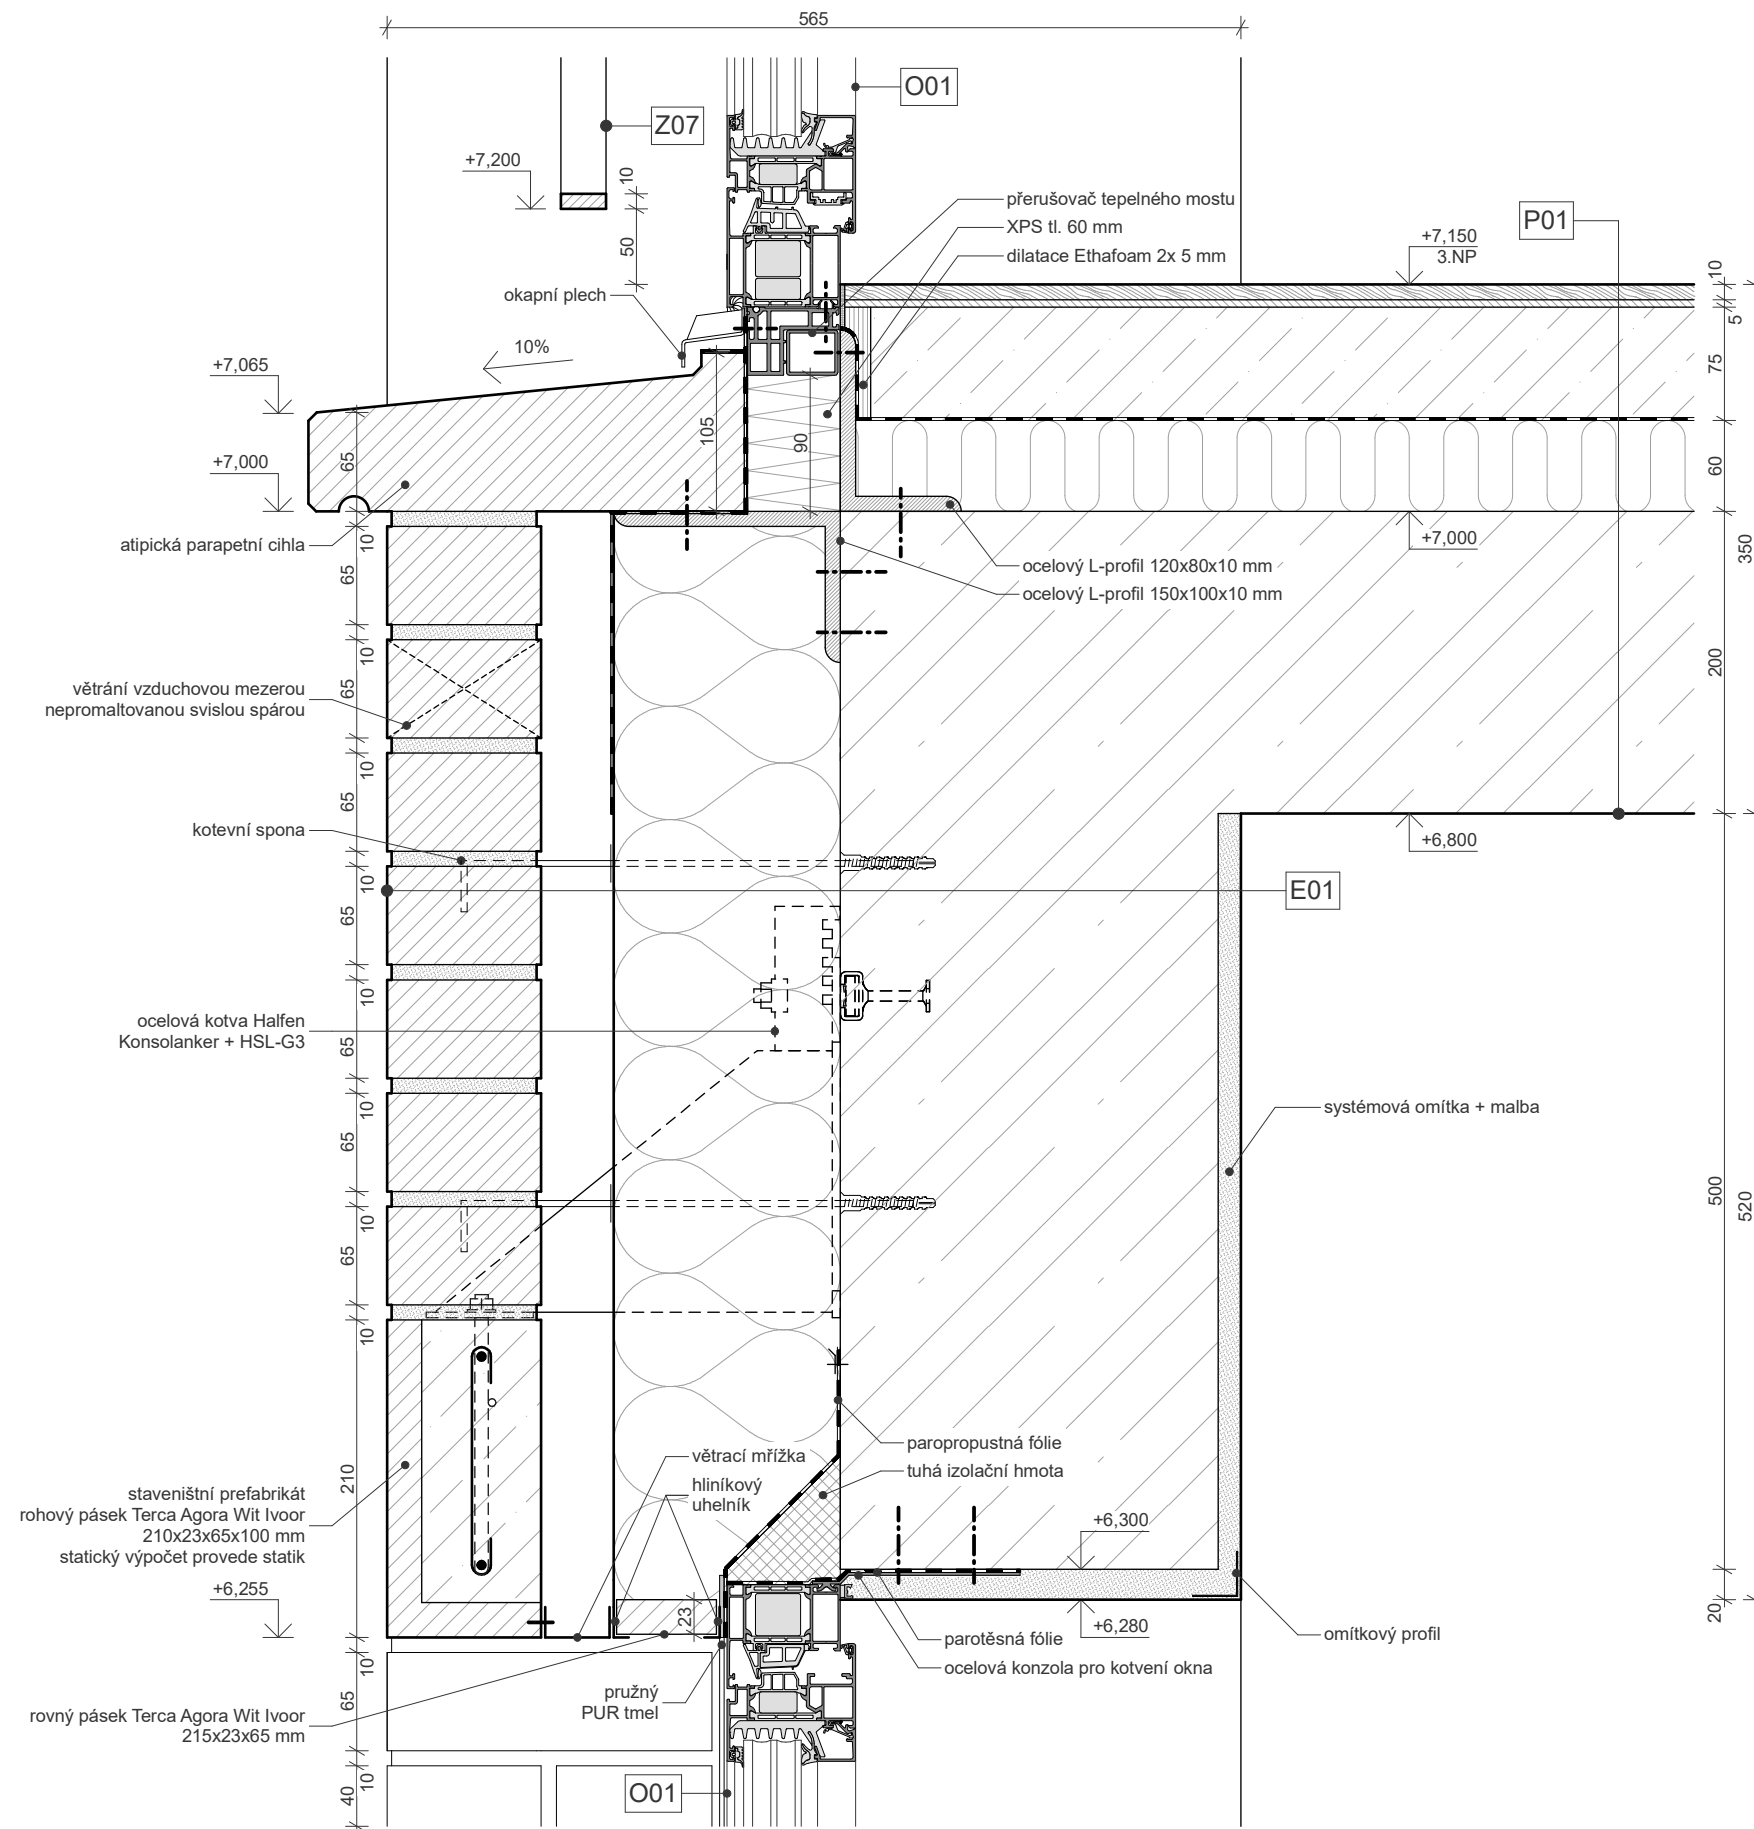 565
O01
Z07
+7,200
10
50
přerušovač tepelného mostu
XPS tl. 60 mm
dilatace Ethafoam 2x 5 mm
P01
+7,150
3.NP
10
5
75
60
350
200
500
520
20
okapní plech
10%
+7,065
+7,000
65
105
90
atipická parapetní cihla
10
65
10
65
10
65
10
65
10
65
10
65
10
65
10
210
10
65
10
40
+7,000
ocelový L-profil 120x80x10 mm
ocelový L-profil 150x100x10 mm
větrání vzduchovou mezerou
nepromaltovanou svislou spárou
kotevní spona
+6,800
E01
ocelová kotva Halfen
Konsolanker + HSL-G3
systémová omítka + malba
paropropustná fólie
tuhá izolační hmota
větrací mřížka
hliníkový
uhelník
staveništní prefabrikát
rohový pásek Terca Agora Wit Ivoor
210x23x65x100 mm
statický výpočet provede statik
+6,255
+6,300
23
+6,280
parotěsná fólie
ocelová konzola pro kotvení okna
omítkový profil
pružný
PUR tmel
rovný pásek Terca Agora Wit Ivoor
215x23x65 mm
O01